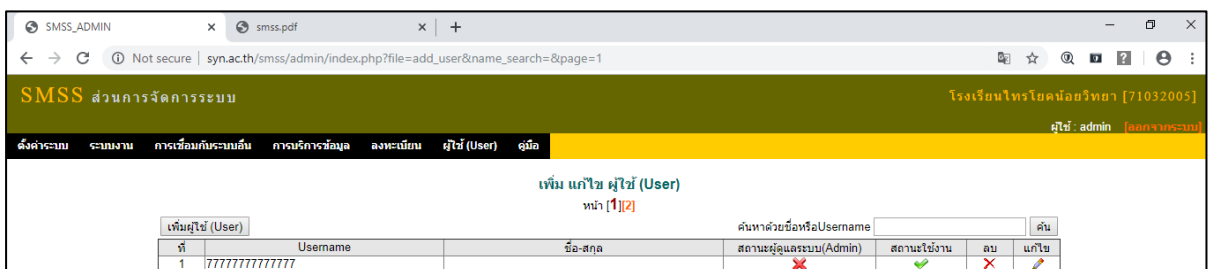 SMSS_ADMIN
smss.pdf
Not secure | syn.ac.th/smss/admin/index.php?file=add_user&name_search=&page=1
SMSS ส่วนการจัดการระบบ
โรงเรียนไทรโยคน้อยวิทยา [71032005]
ผู้ใช้ : admin [ออกจากระบบ]
ตั้งค่าระบบ ระบบงาน การเชื่อมกับระบบอื่น การบริการข้อมูล ลงทะเบียน ผู้ใช้ (User) คู่มือ
เพิ่ม แก้ไข ผู้ใช้ (User)
หน้า [1][2]
เพิ่มผู้ใช้ (User) ค้นหาด้วยชื่อหรือUsername ค้น
ที่ Username ชื่อ-สกุล สถานะผู้ดูแลระบบ(Admin) สถานะใช้งาน ลบ แก้ไข
1 77777777777777